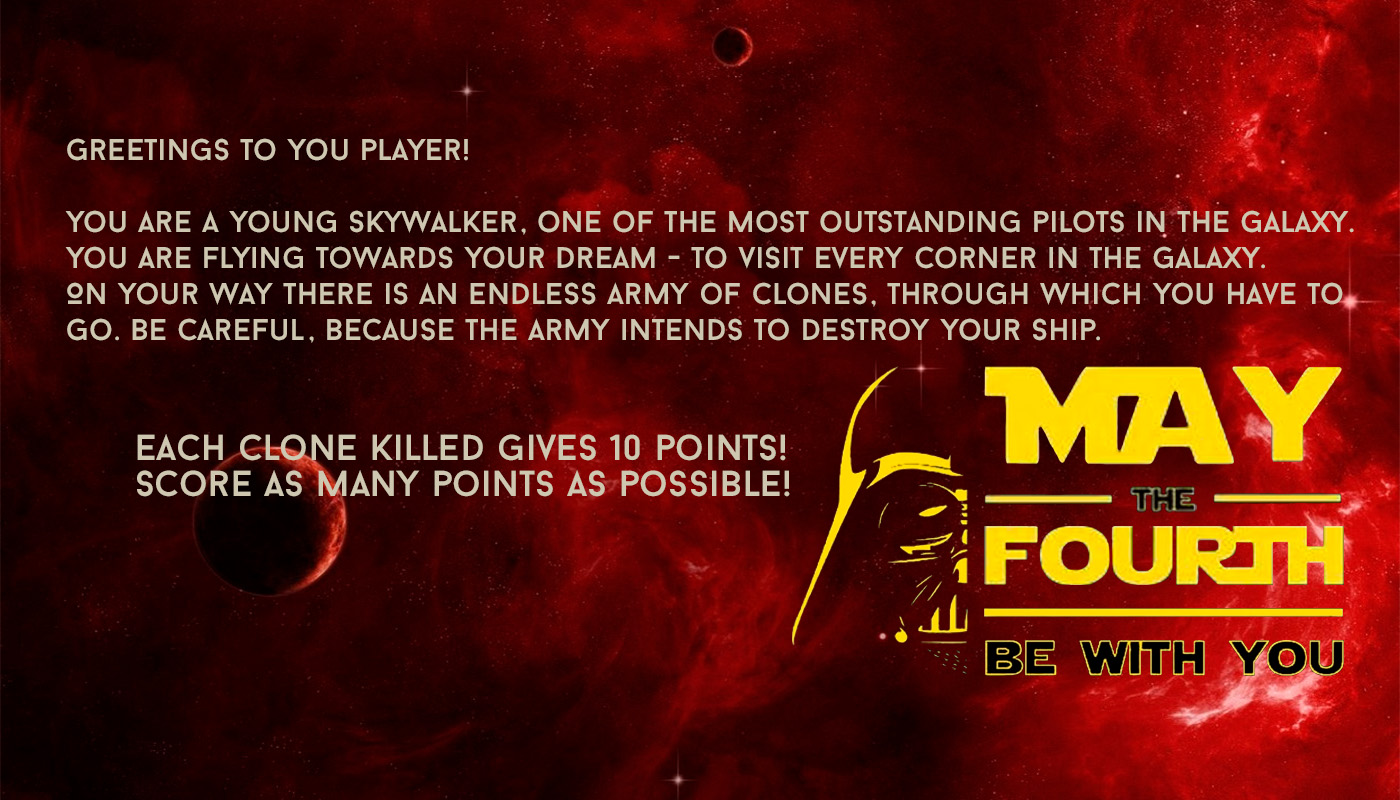 GREETINGS TO YOU PLAYER!
YOU ARE A YOUNG SKYWALKER, ONE OF THE MOST OUTSTANDING PILOTS IN THE GALAXY.
YOU ARE FLYING TOWARDS YOUR DREAM - TO VISIT EVERY CORNER IN THE GALAXY.
ON YOUR WAY THERE IS AN ENDLESS ARMY OF CLONES, THROUGH WHICH YOU HAVE TO
GO. BE CAREFUL, BECAUSE THE ARMY INTENDS TO DESTROY YOUR SHIP.
EACH CLONE KILLED GIVES 10 POINTS!
SCORE AS MANY POINTS AS POSSIBLE!
MAY
THE
FOURTH
BE WITH YOU